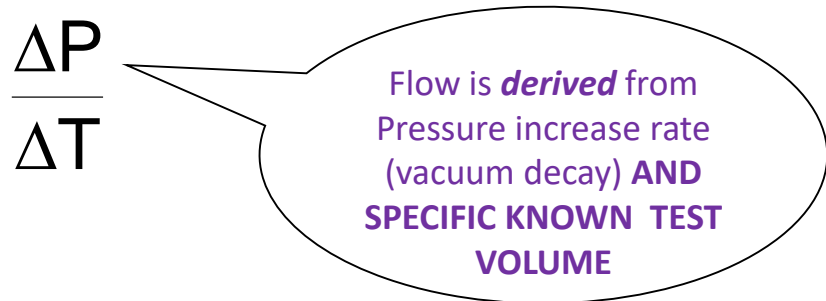 ΔP
ΔT
Flow is derived from
Pressure increase rate
(vacuum decay) AND
SPECIFIC KNOWN TEST
VOLUME